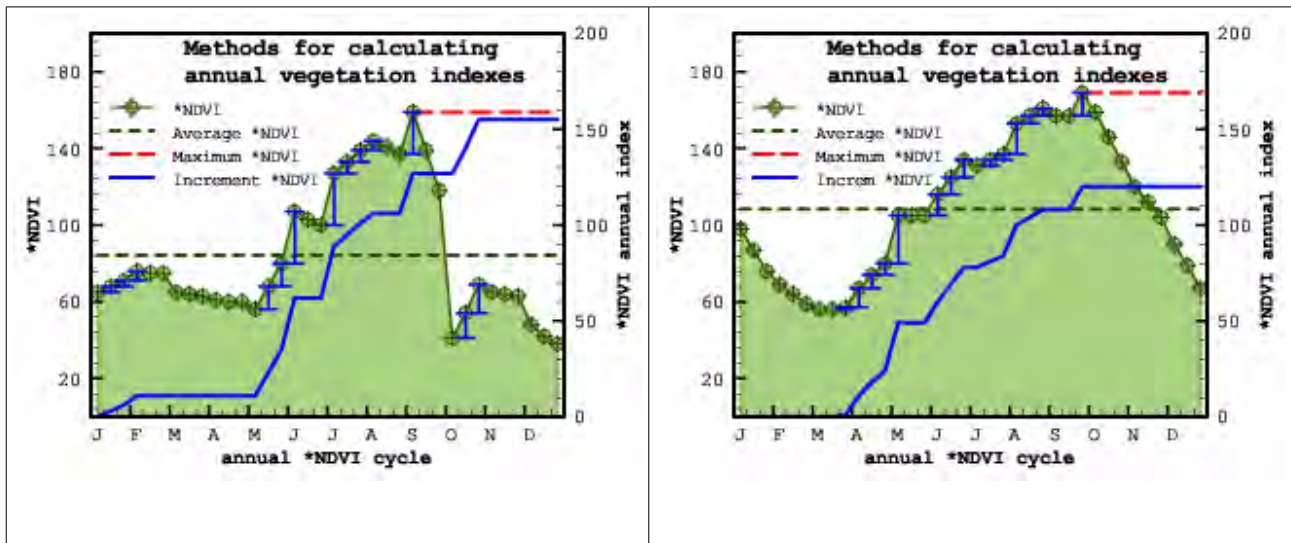 Methods for calculating
annual vegetation indexes
*NDVI
Average *NDVI
Maximum *NDVI
Increment *NDVI
*NDVI
180
140
100
60
20
200
150
100
50
0
*NDVI annual index
J F M A M J J A S O N D
annual *NDVI cycle
Methods for calculating
annual vegetation indexes
*NDVI
Average *NDVI
Maximum *NDVI
Increm *NDVI
*NDVI
180
140
100
60
20
200
150
100
50
0
*NDVI annual index
J F M A M J J A S O N D
annual *NDVI cycle